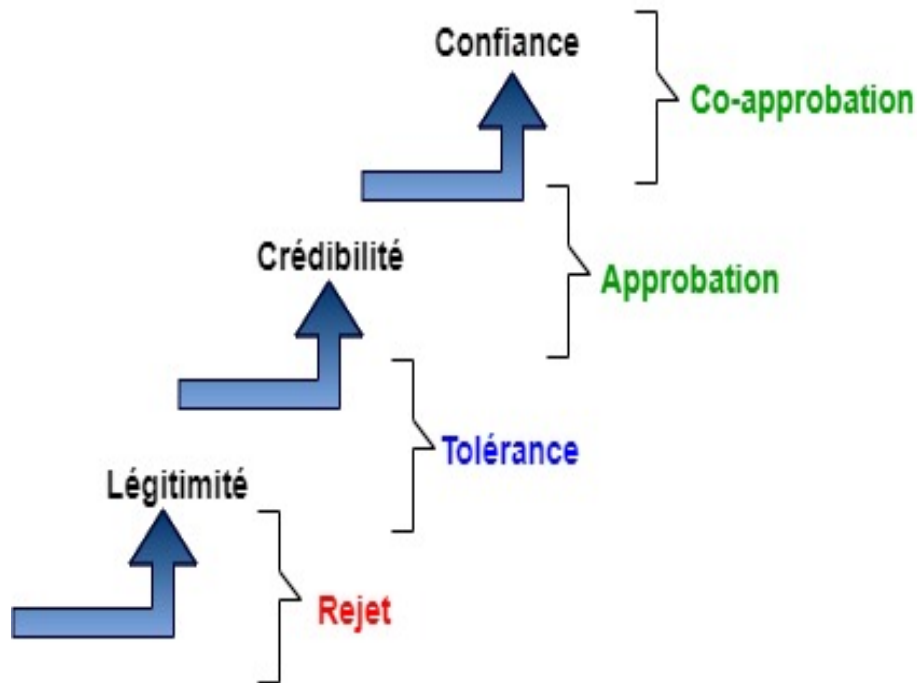 Confiance
Co-approbation
Crédibilité
Approbation
Tolérance
Légitimité
Rejet